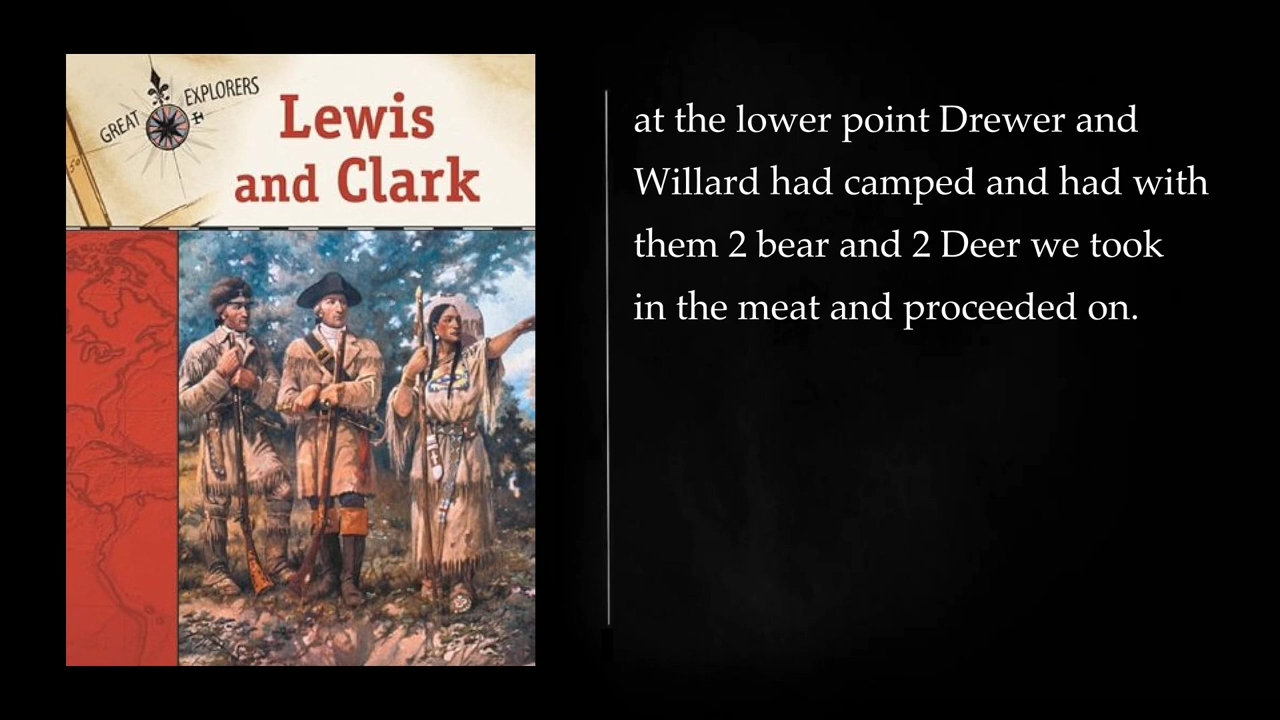 GREAT EXPLORERS
Lewis
and Clark
50
at the lower point Drewer and
Willard had camped and had with
them 2 bear and 2 Deer we took
in the meat and proceeded on.